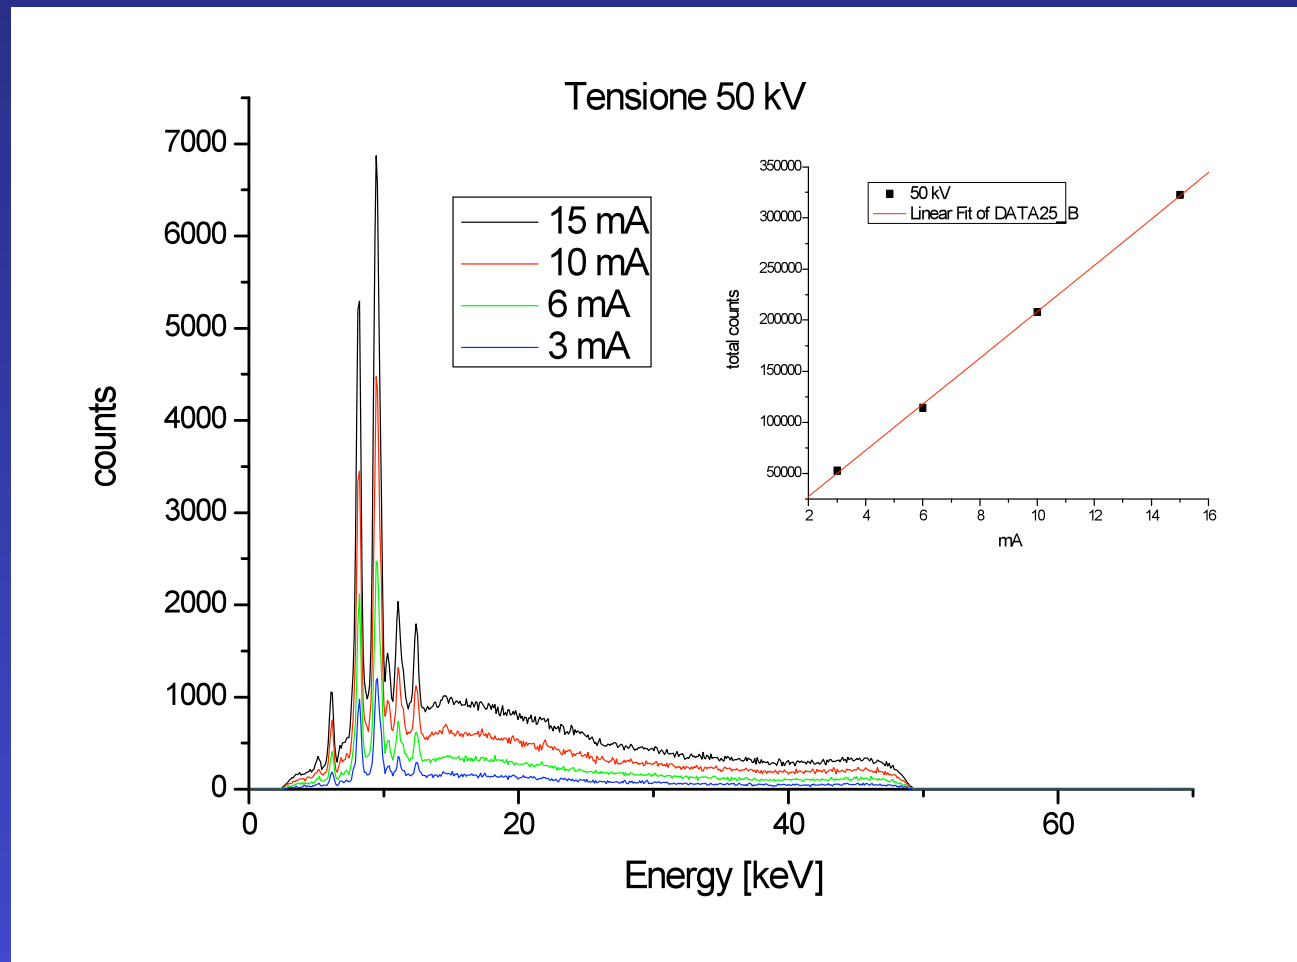 Tensione 50 kV
7000
6000
5000
4000
3000
2000
1000
0
counts
0
20
40
60
Energy [keV]
15 mA
10 mA
6 mA
3 mA
350000
300000
250000
200000
150000
100000
50000
total counts
2
4
6
8
10
12
14
16
mA
50 kV
Linear Fit of DATA25_B